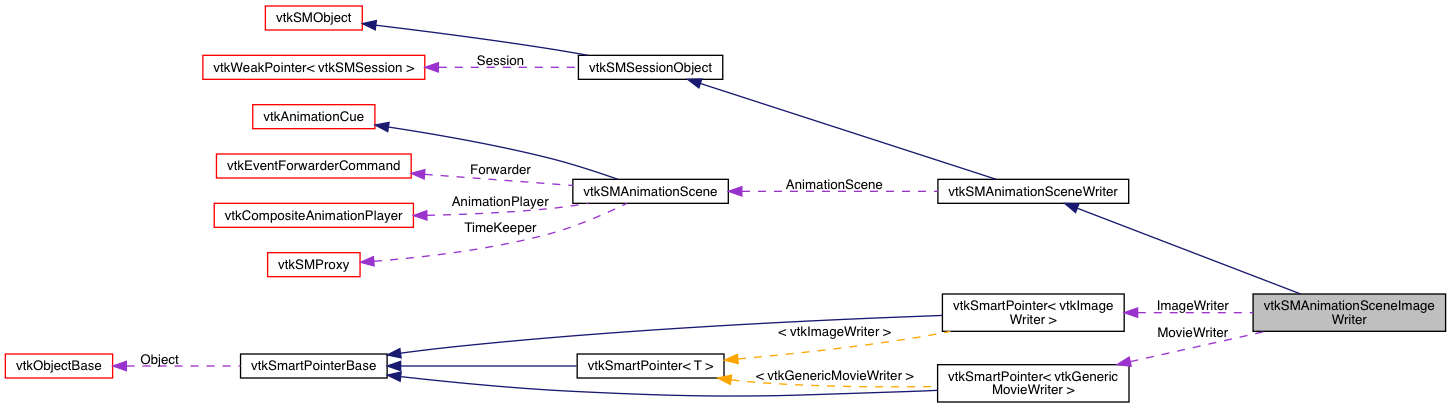 vtkSMObject
vtkWeakPointer< vtkSMSession >
Session
vtkSMSessionObject
vtkAnimationCue
vtkEventForwarderCommand
Forwarder
vtkSMAnimationScene
AnimationScene
vtkSMAnimationSceneWriter
vtkCompositeAnimationPlayer
AnimationPlayer
TimeKeeper
vtkSMProxy
vtkSmartPointer< vtkImage
Writer >
ImageWriter
vtkSMAnimationSceneImage
Writer
MovieWriter
< vtkImageWriter >
vtkObjectBase
Object
vtkSmartPointerBase
vtkSmartPointer< T >
< vtkGenericMovieWriter >
vtkSmartPointer< vtkGeneric
MovieWriter >